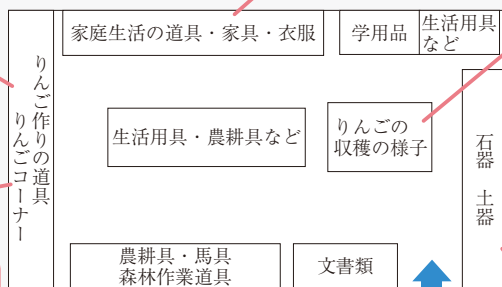 家庭生活の道具・家具・衣服
学用品
生活用具
など
りんご作りの道具
りんごコーナー
生活用具・農耕具など
りんごの
収穫の様子
石器 土器
農耕具・馬具
森林作業道具
文書類